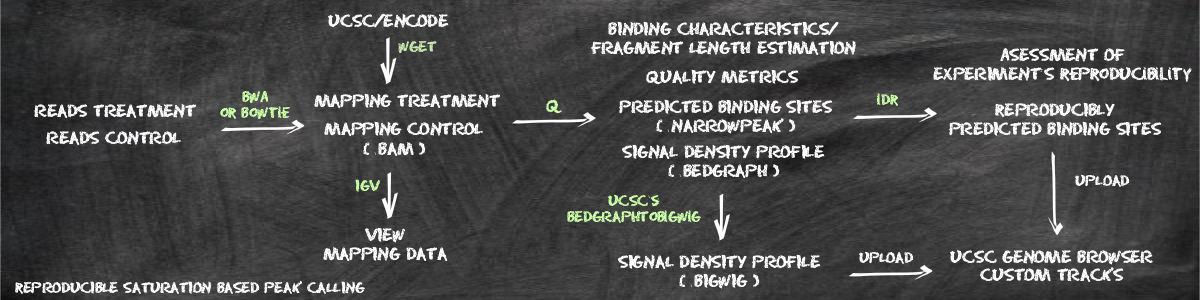 UCSC/ENCODE
WGET
READS TREATMENT
READS CONTROL
BWA
OR BOWTIE
MAPPING TREATMENT
MAPPING CONTROL
( .BAM )
IGV
VIEW
MAPPING DATA
Q
BINDING CHARACTERISTICS/
FRAGMENT LENGTH ESTIMATION
QUALITY METRICS
PREDICTED BINDING SITES
( .NARROWPEAK )
SIGNAL DENSITY PROFILE
( .BEDGRAPH )
UCSC'S
BEDGRAPHTOBIGWIG
SIGNAL DENSITY PROFILE
( .BIGWIG )
IDR
ASESSMENT OF
EXPERIMENT'S REPRODUCIBILITY
REPRODUCIBLY
PREDICTED BINDING SITES
UPLOAD
UPLOAD
UCSC GENOME BROWSER
CUSTOM TRACKS
REPRODUCIBLE SATURATION BASED PEAK CALLING